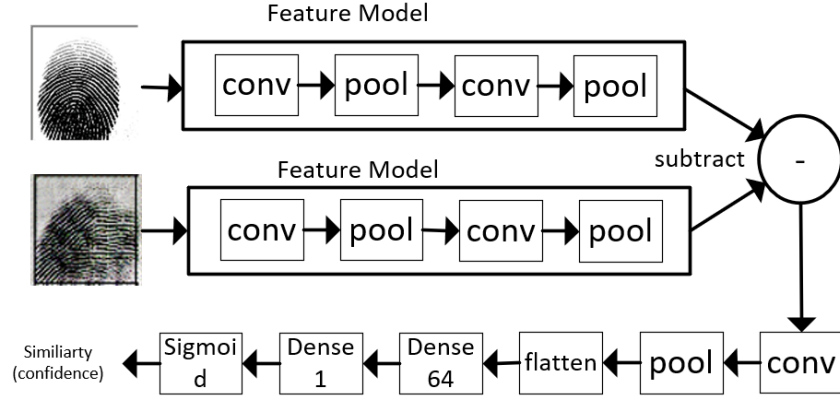 Feature Model
conv pool conv pool
subtract
-
Feature Model
conv pool conv pool
Similiarty
(confidence)
Sigmoi
d
Dense
1
Dense
64
flatten
pool
conv